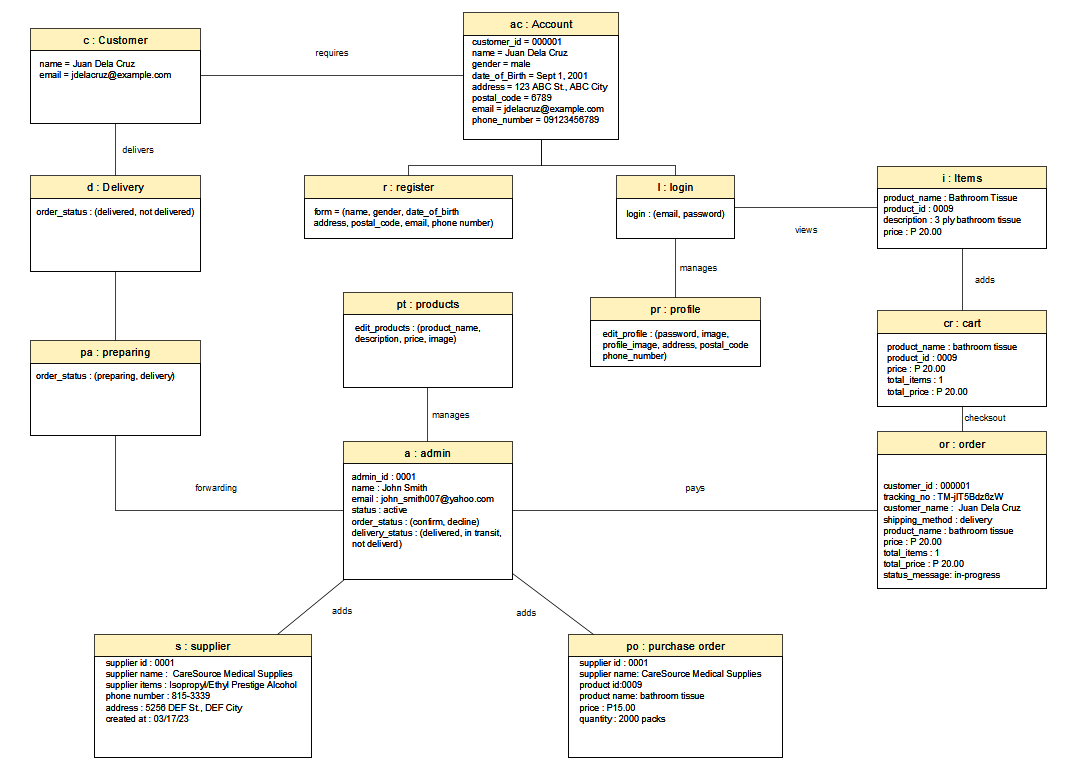 c : Customer
name = Juan Dela Cruz
email = jdelacruz@example.com
requires
ac : Account
customer_id = 000001
name = Juan Dela Cruz
gender = male
date_of_Birth = Sept 1, 2001
address = 123 ABC St., ABC City
postal_code = 6789
email = jdelacruz@example.com
phone_number = 09123456789
delivers
d : Delivery
order_status : (delivered, not delivered)
r : register
form = (name, gender, date_of_birth
address, postal_code, email, phone number)
l : login
login : (email, password)
views
i : Items
product_name : Bathroom Tissue
product_id : 0009
description : 3 ply bathroom tissue
price : P 20.00
manages
adds
pt : products
edit_products : (product_name,
description, price, image)
pr : profile
edit_profile : (password, image,
profile_image, address, postal_code
phone_number)
cr : cart
product_name : bathroom tissue
product_id : 0009
price : P 20.00
total_items : 1
total_price : P 20.00
pa : preparing
order_status : (preparing, delivery)
manages
checksout
a : admin
admin_id : 0001
name : John Smith
email : john_smith007@yahoo.com
status : active
order_status : (confirm, decline)
delivery_status : (delivered, in transit,
not deliverd)
forwarding
pays
or : order
customer_id : 000001
tracking_no : TM-jIT5Bdz6zW
customer_name : Juan Dela Cruz
shipping_method : delivery
product_name : bathroom tissue
price : P 20.00
total_items : 1
total_price : P 20.00
status_message: in-progress
adds
adds
s : supplier
supplier id : 0001
supplier name : CareSource Medical Supplies
supplier items : Isopropyl/Ethyl Prestige Alcohol
phone number : 815-3339
address : 5256 DEF St., DEF City
created at : 03/17/23
po : purchase order
supplier id : 0001
supplier name: CareSource Medical Supplies
product id:0009
product name: bathroom tissue
price : P15.00
quantity : 2000 packs